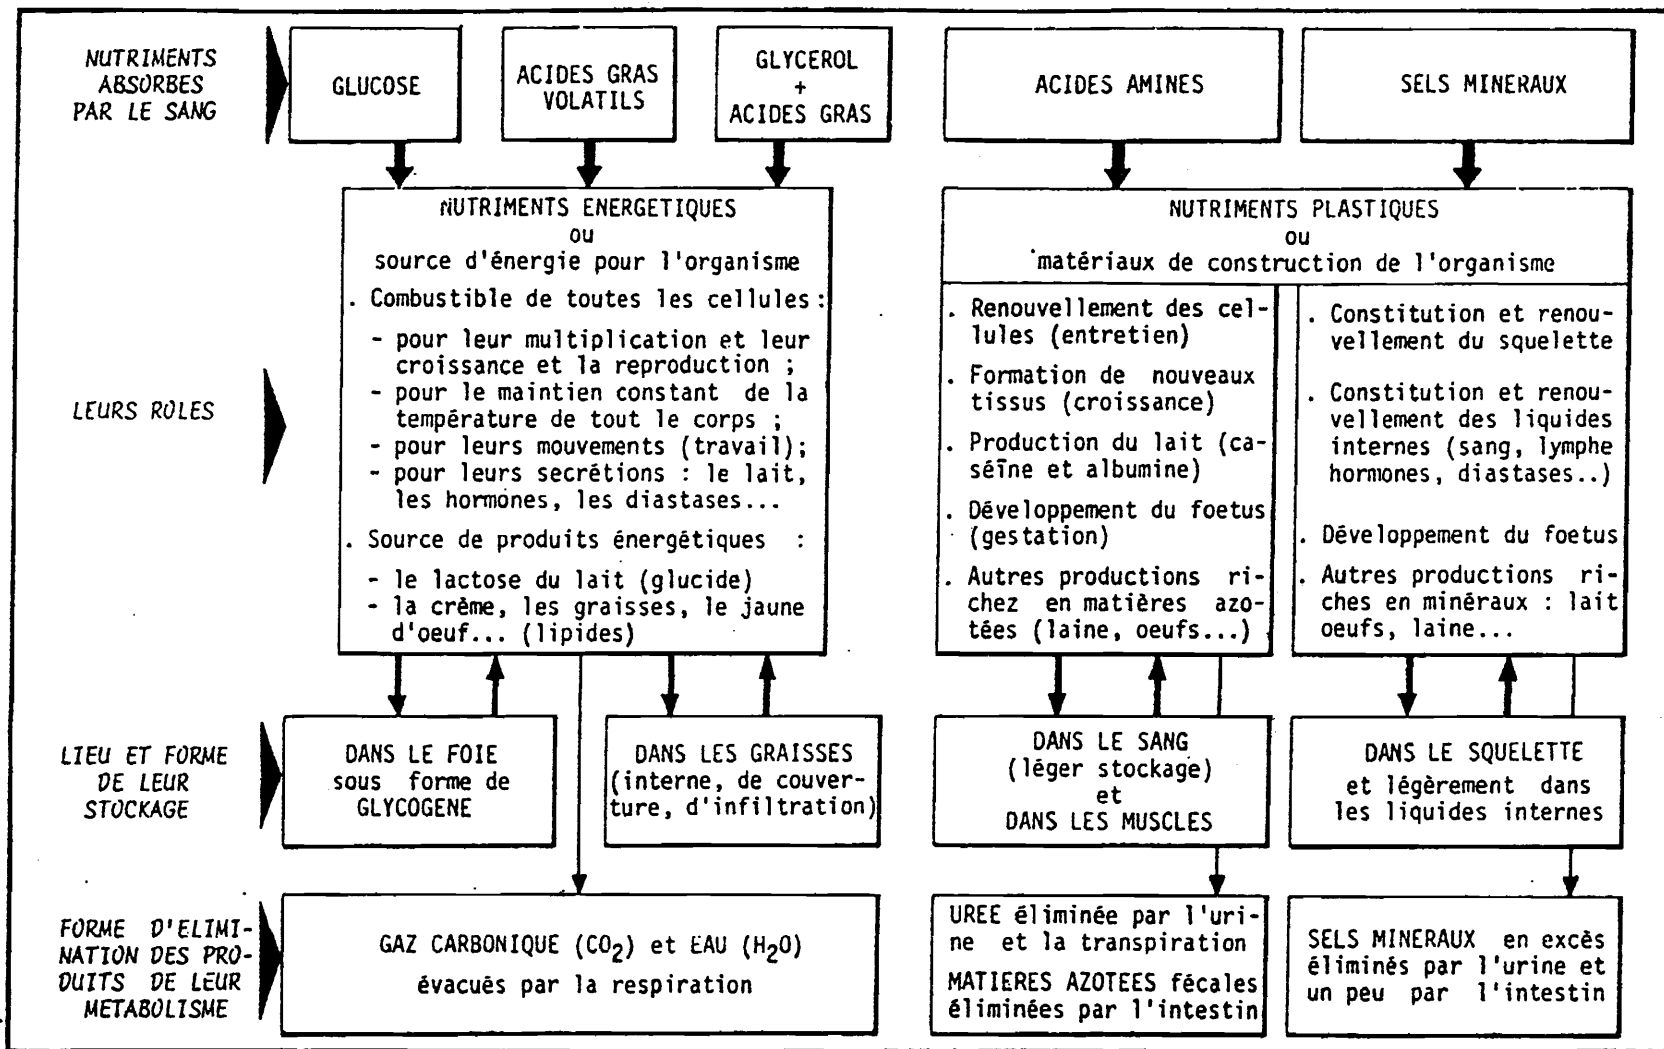 NUTRIMENTS
ABSORBES
PAR LE SANG
GLUCOSE
ACIDES GRAS
VOLATILS
GLYCEROL
+
ACIDES GRAS
ACIDES AMINES
SELS MINERAUX
LEURS ROLES
NUTRIMENTS ENERGETIQUES
ou
source d'énergie pour l'organisme
. Combustible de toutes les cellules :
- pour leur multiplication et leur
croissance et la reproduction ;
- pour le maintien constant de la
température de tout le corps ;
- pour leurs mouvements (travail);
- pour leurs secrétions : le lait,
les hormones, les diastases...
. Source de produits énergétiques :
- le lactose du lait (glucide)
- la crème, les graisses, le jaune
d'oeuf... (lipides)
NUTRIMENTS PLASTIQUES
ou
matériaux de construction de l'organisme
. Renouvellement des cel-
lules (entretien)
. Formation de nouveaux
tissus (croissance)
. Production du lait (ca-
séïne et albumine)
. Développement du foetus
(gestation)
. Autres productions ri-
chez en matières azo-
tées (laine, oeufs...)
. Constitution et renou-
vellement du squelette
. Constitution et renou-
vellement des liquides
internes (sang, lymphe
hormones, diastases..)
. Développement du foetus
. Autres productions ri-
ches en minéraux : lait
oeufs, laine...
LIEU ET FORME
DE LEUR
STOCKAGE
DANS LE FOIE
sous forme de
GLYCOGENE
DANS LES GRAISSES
(interne, de couver-
ture, d'infiltration)
DANS LE SANG
(léger stockage)
et
DANS LES MUSCLES
DANS LE SQUELETTE
et légèrement dans
les liquides internes
FORME D'ELIMI-
NATION DES PRO-
DUITS DE LEUR
METABOLISME
GAZ CARBONIQUE (CO2) et EAU (H2O)
évacués par la respiration
UREE éliminée par l'uri-
ne et la transpiration
MATIERES AZOTEES fécales
éliminées par l'intestin
SELS MINERAUX en excès
éliminés par l'urine et
un peu par l'intestin